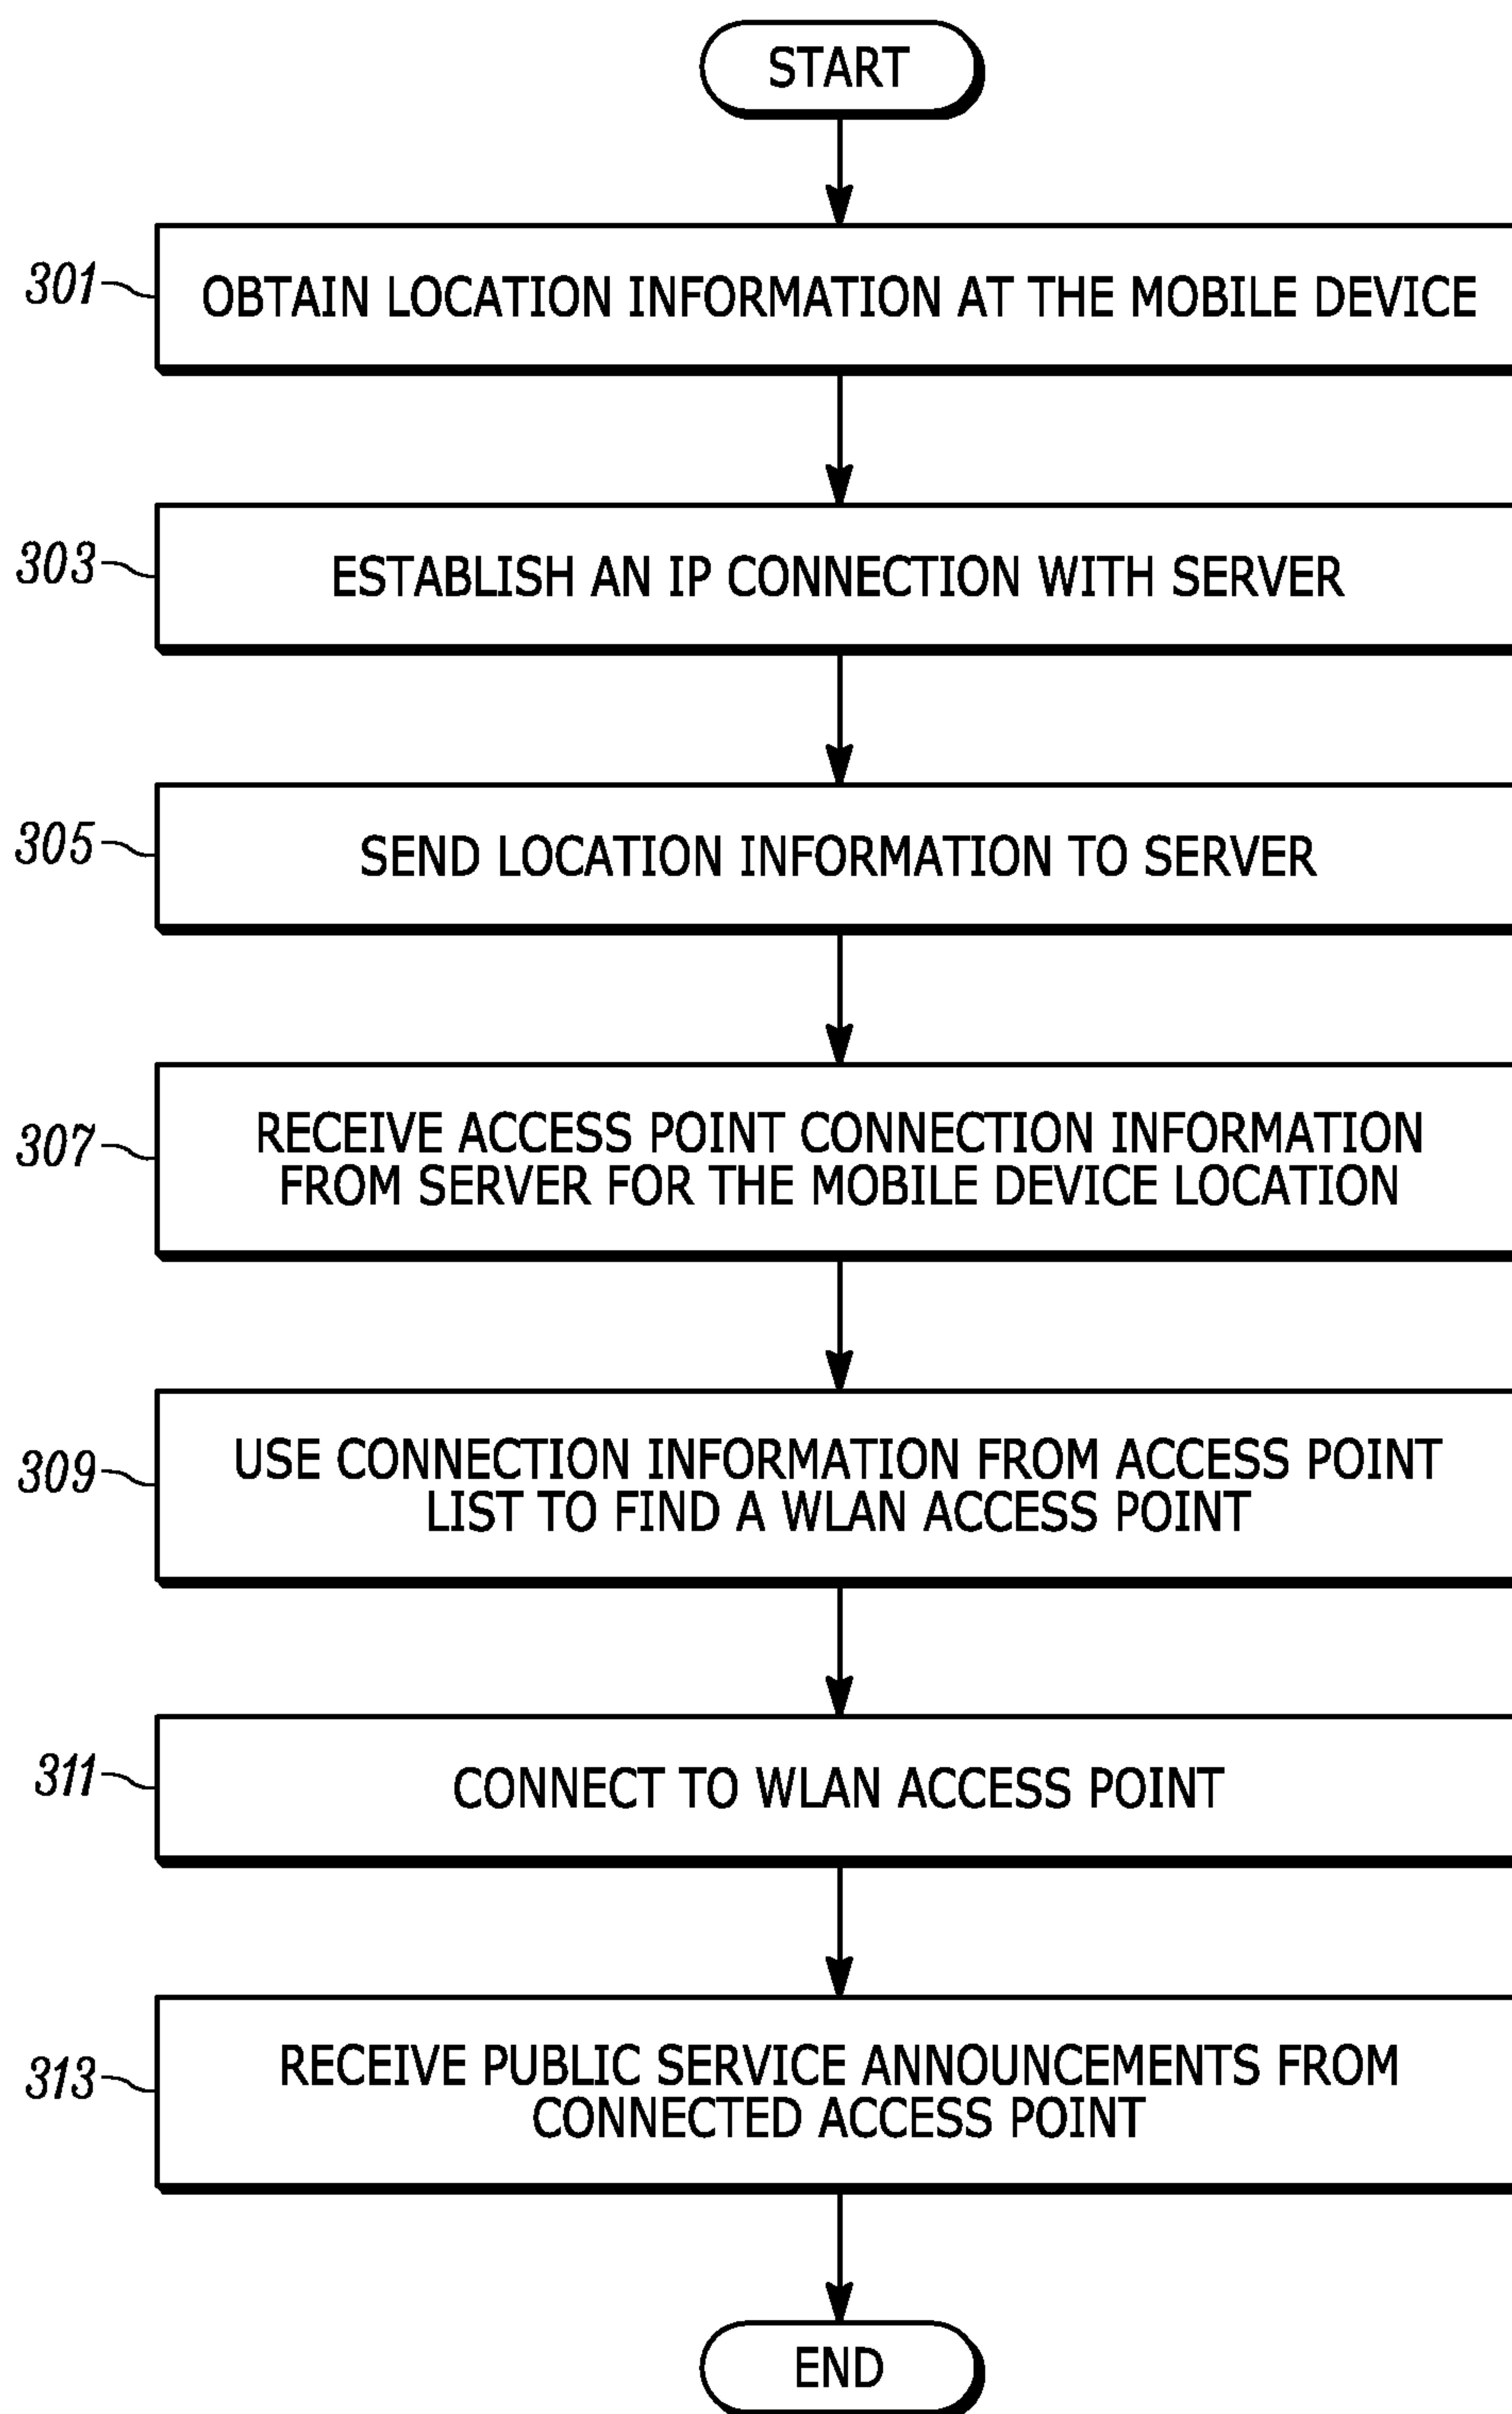 START
301
OBTAIN LOCATION INFORMATION AT THE MOBILE DEVICE
303
ESTABLISH AN IP CONNECTION WITH SERVER
305
SEND LOCATION INFORMATION TO SERVER
307
RECEIVE ACCESS POINT CONNECTION INFORMATION
FROM SERVER FOR THE MOBILE DEVICE LOCATION
309
USE CONNECTION INFORMATION FROM ACCESS POINT
LIST TO FIND A WLAN ACCESS POINT
311
CONNECT TO WLAN ACCESS POINT
313
RECEIVE PUBLIC SERVICE ANNOUNCEMENTS FROM
CONNECTED ACCESS POINT
END